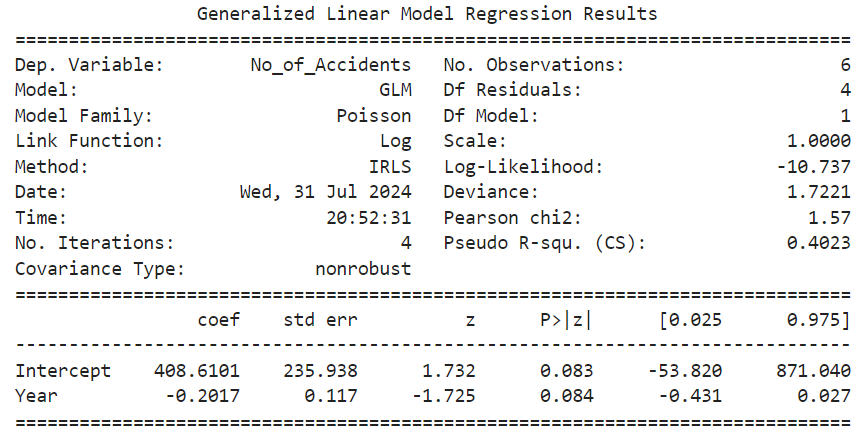 Generalized Linear Model Regression Results
==============================================================================
Dep. Variable:        No_of_Accidents   No. Observations:                    6
Model:                            GLM   Df Residuals:                        4
Model Family:                 Poisson   Df Model:                            1
Link Function:                    Log   Scale:                          1.0000
Method:                          IRLS   Log-Likelihood:                -10.737
Date:                Wed, 31 Jul 2024   Deviance:                       1.7221
Time:                        20:52:31   Pearson chi2:                     1.57
No. Iterations:                     4   Pseudo R-squ. (CS):             0.4023
Covariance Type:            nonrobust
==============================================================================
                 coef    std err          z      P>|z|      [0.025      0.975]
------------------------------------------------------------------------------
Intercept    408.6101    235.938      1.732      0.083     -53.820     871.040
Year          -0.2017      0.117     -1.725      0.084      -0.431       0.027
==============================================================================